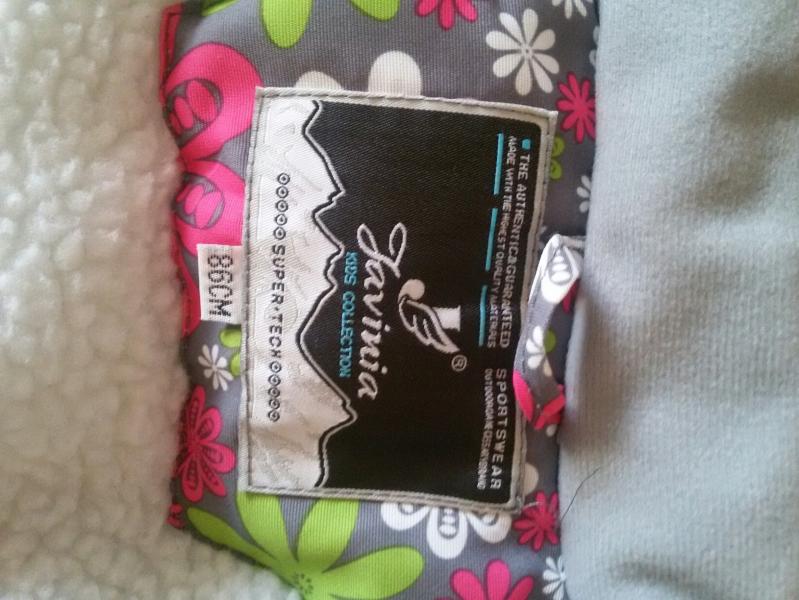 THE AUTHENTIC&GUARANTEED SPORTSWEAR
MADE WITH THE HIGHEST QUALITY MATERIALS
®
Javinia
KIDS COLLECTION
SUPER·TECH
86CM